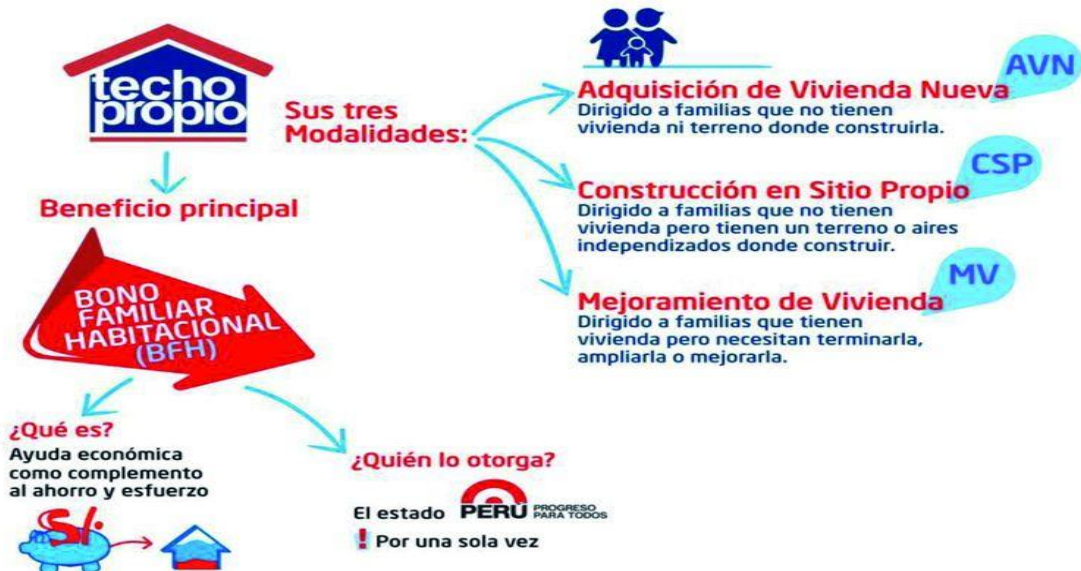 techo
propio
Sus tres
Modalidades:
Adquisición de Vivienda Nueva
AVN
Dirigido a familias que no tienen
vivienda ni terreno donde construirla.
Construcción en Sitio Propio
CSP
Dirigido a familias que no tienen
vivienda pero tienen un terreno o aires
independizados donde construir.
Mejoramiento de Vivienda
MV
Dirigido a familias que tienen
vivienda pero necesitan terminarla,
ampliarla o mejorarla.
Beneficio principal
BONO
FAMILIAR
HABITACIONAL
(BFH)
¿Qué es?
Ayuda económica
como complemento
al ahorro y esfuerzo
S/.
¿Quién lo otorga?
El estado PERÚ PROGRESO
PARA TODOS
! Por una sola vez